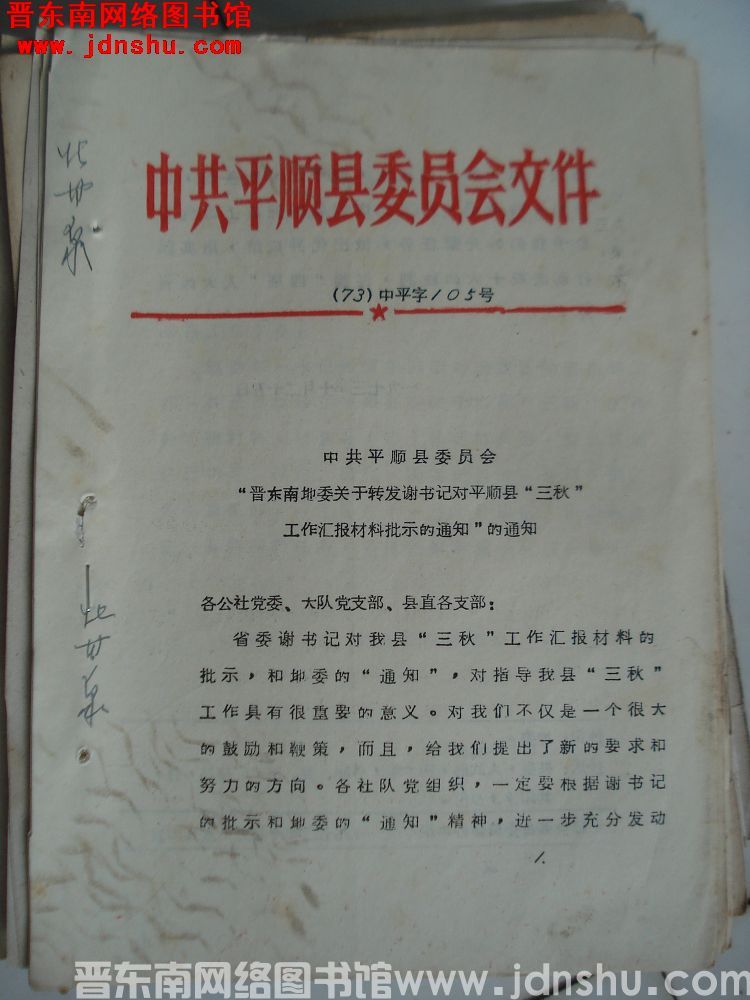 晋东南网络图书馆
www.jdnshu.com
中共平顺县委员会文件
(73)中平字105号
中共平顺县委员会
“晋东南地委关于转发谢书记对平顺县“三秋”
工作汇报材料批示的通知”的通知
各公社党委、大队党支部、县直各支部:
省委谢书记对我县“三秋”工作汇报材料的
批示,和地委的“通知”,对指导我县“三秋”
工作具有很重要的意义。对我们不仅是一个很大
的鼓励和鞭策,而且,给我们提出了新的要求和
努力的方向。各社队党组织,一定要根据谢书记
的批示和地委的“通知”精神,进一步充分发动
1.
晋东南网络图书馆www.jdnshu.com